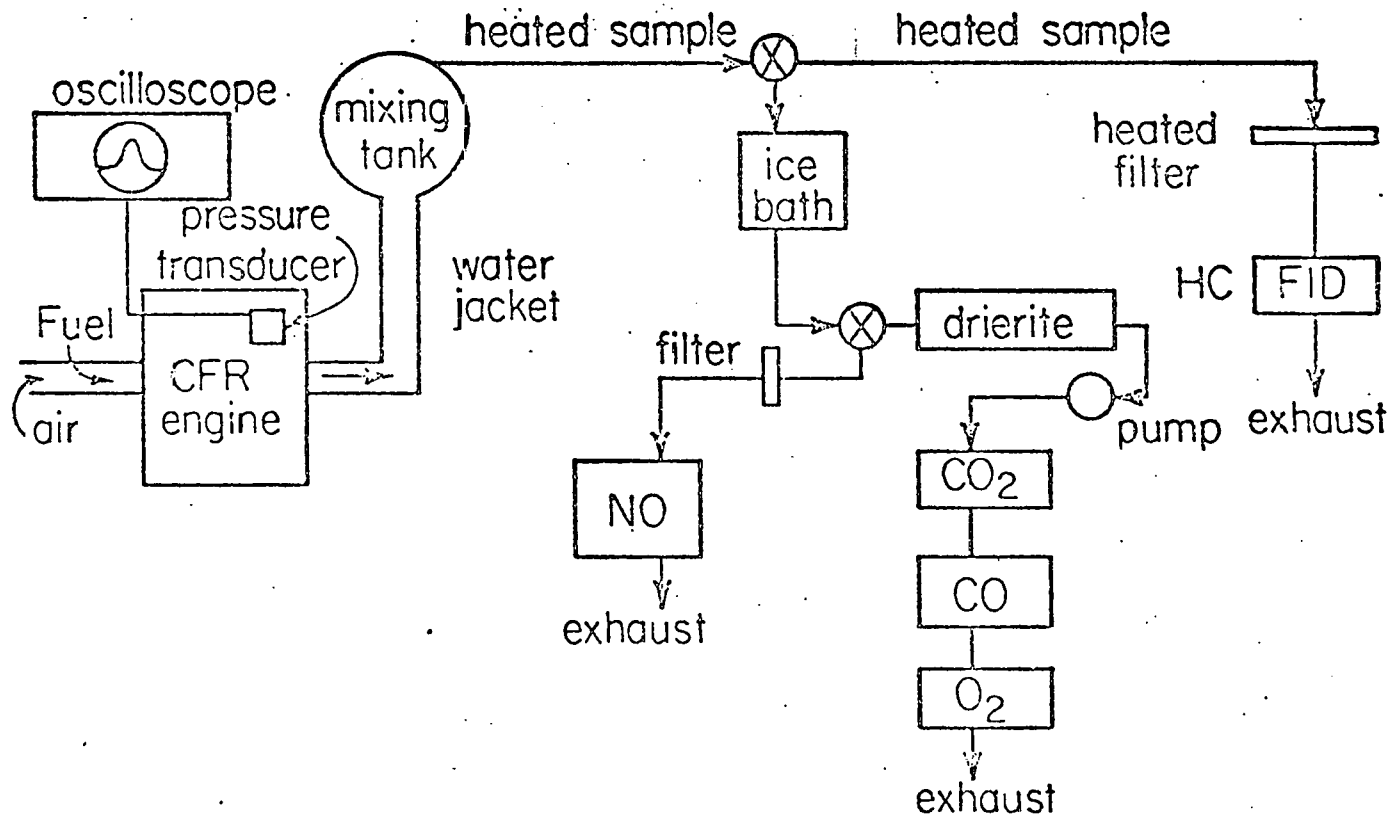 heated sample
heated sample
oscilloscope
mixing
tank
heated
filter
ice
bath
pressure
transducer
water
jacket
HC
FID
Fuel
CFR
engine
air
filter
drierite
pump
exhaust
NO
CO2
exhaust
CO
O2
exhaust